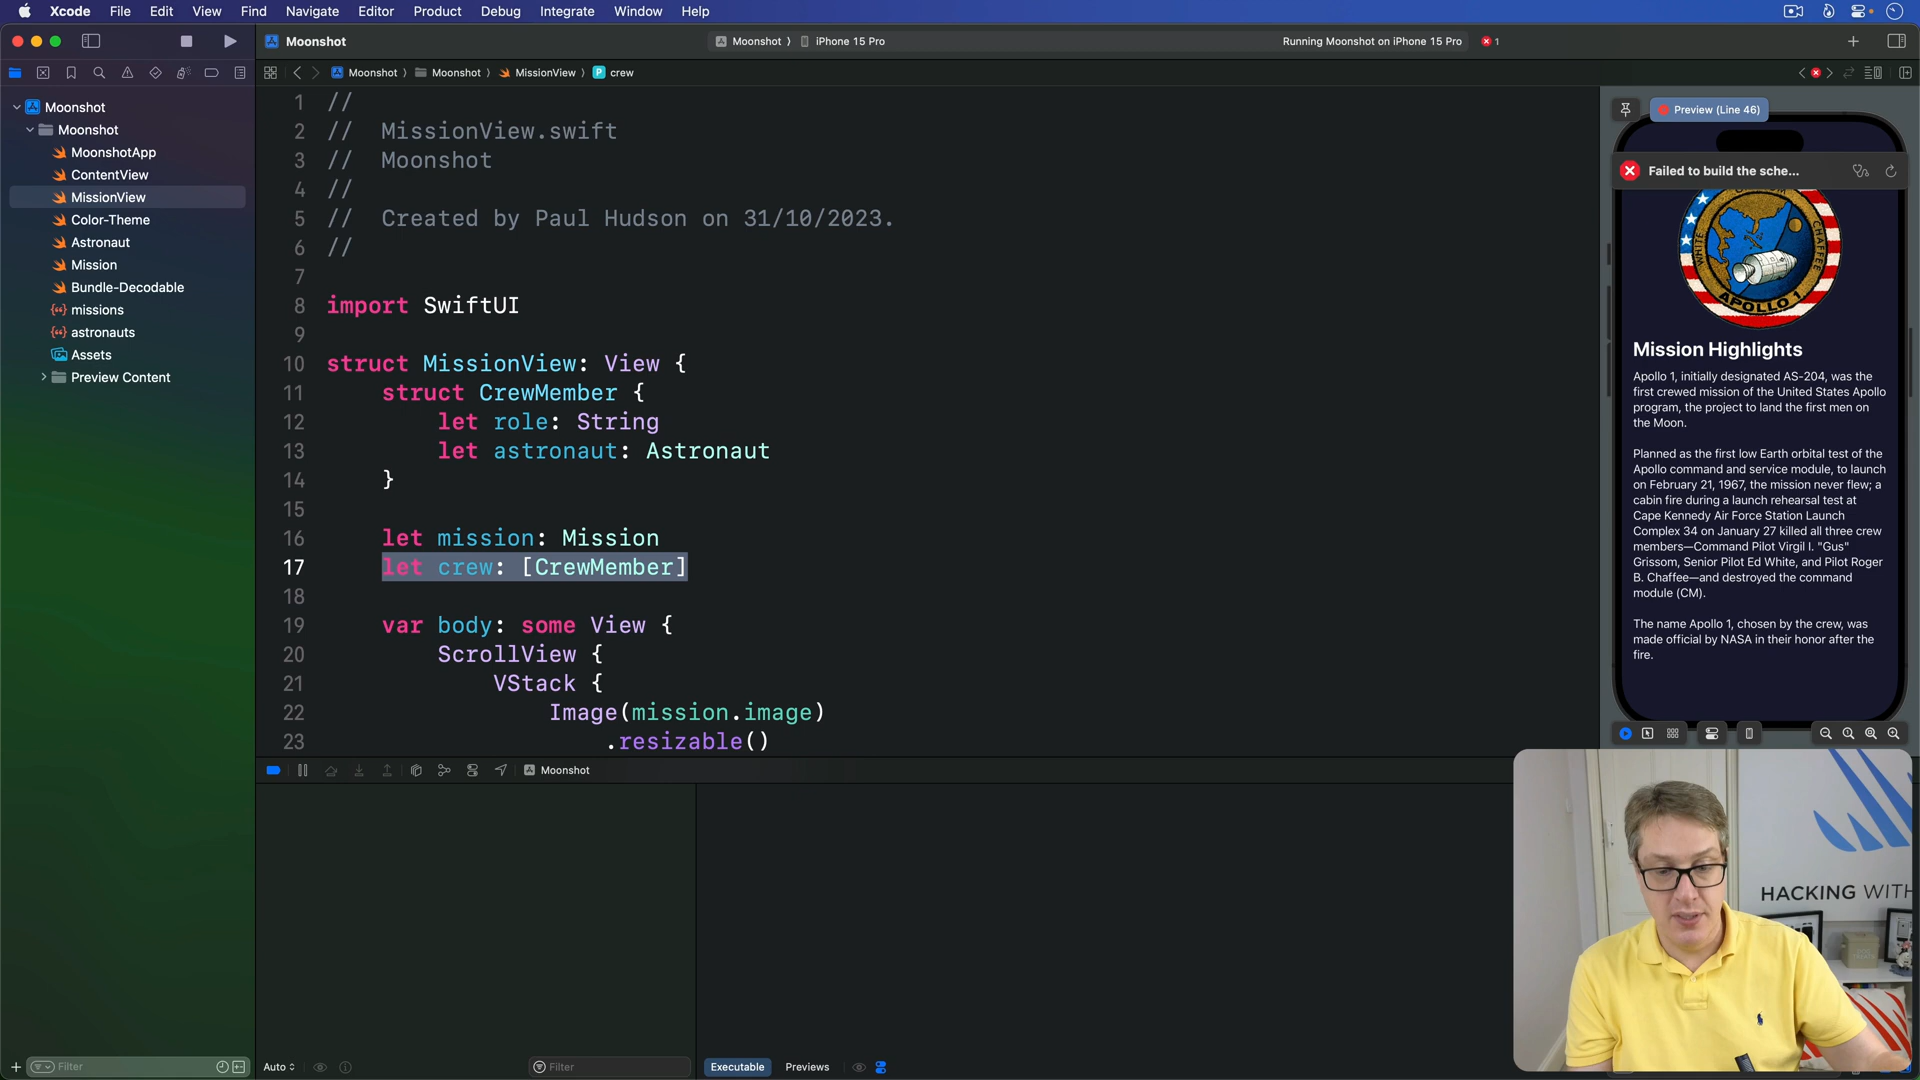 Xcode File Edit View Find Navigate Editor Product Debug Integrate Window Help
Moonshot
Moonshot ⟩ iPhone 15 Pro
Running Moonshot on iPhone 15 Pro
1
Moonshot
Moonshot
MoonshotApp
ContentView
MissionView
Color-Theme
Astronaut
Mission
Bundle-Decodable
missions
astronauts
Assets
Preview Content
Filter
Moonshot ⟩ Moonshot ⟩ MissionView ⟩ P crew
1 //
2 // MissionView.swift
3 // Moonshot
4 //
5 // Created by Paul Hudson on 31/10/2023.
6 //
7
8 import SwiftUI
9
10 struct MissionView: View {
11 struct CrewMember {
12 let role: String
13 let astronaut: Astronaut
14 }
15
16 let mission: Mission
17 let crew: [CrewMember]
18
19 var body: some View {
20 ScrollView {
21 VStack {
22 Image(mission.image)
23 .resizable()
Moonshot
Auto
Filter
Executable Previews
Preview (Line 46)
Failed to build the sche...
WHITE
CHAFFEE
APOLLO 1
Mission Highlights
Apollo 1, initially designated AS-204, was the
first crewed mission of the United States Apollo
program, the project to land the first men on
the Moon.
Planned as the first low Earth orbital test of the
Apollo command and service module, to launch
on February 21, 1967, the mission never flew; a
cabin fire during a launch rehearsal test at
Cape Kennedy Air Force Station Launch
Complex 34 on January 27 killed all three crew
members—Command Pilot Virgil I. "Gus"
Grissom, Senior Pilot Ed White, and Pilot Roger
B. Chaffee—and destroyed the command
module (CM).
The name Apollo 1, chosen by the crew, was
made official by NASA in their honor after the
fire.
HACKING WITH